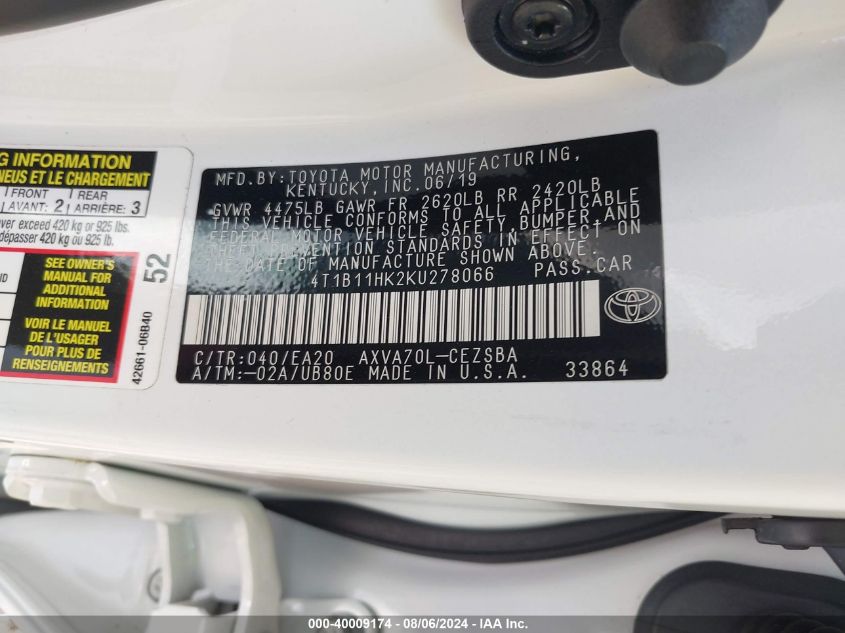 G INFORMATION
NEUS ET LE CHARGEMENT
FRONT
AVANT: 2
REAR
ARRIÈRE: 3
ver exceed 420 kg or 925 lbs.
dépasser 420 kg ou 925 lb.
SEE OWNER'S
MANUAL FOR
ADDITIONAL
INFORMATION
VOIR LE MANUEL
DE L'USAGER
POUR PLUS DE
RENSEIGNEMENTS
52
42661-06B40
MFD.BY:TOYOTA MOTOR MANUFACTURING,
KENTUCKY,INC.06/19
GVWR 4475LB GAWR FR 2620LB RR 2420LB
THIS VEHICLE CONFORMS TO ALL APPLICABLE
FEDERAL MOTOR VEHICLE SAFETY,BUMPER,AND
THEFT PREVENTION STANDARDS IN EFFECT ON
THE DATE OF MANUFACTURE SHOWN ABOVE.
4T1B11HK2KU278066 PASS.CAR
C/TR:040/EA20 AXVA70L-CEZSBA
A/TM:-02A/UB80E MADE IN U.S.A. 33864
000-40009174 - 08/06/2024 - IAA Inc.